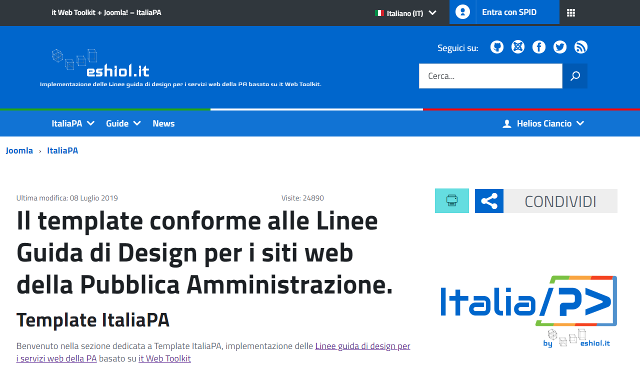 it Web Toolkit + Joomla! – ItaliaPA
Italiano (IT)
Entra con SPID
eshiol.it
Implementazione delle Linee guida di design per i servizi web della PA basato su it Web Toolkit.
Seguici su:
Cerca...
ItaliaPA
Guide
News
Helios Ciancio
Joomla › ItaliaPA
Ultima modifica: 08 Luglio 2019
Visite: 24890
CONDIVIDI
Il template conforme alle Linee
Guida di Design per i siti web
della Pubblica Amministrazione.
Template ItaliaPA
Benvenuto nella sezione dedicata a Template ItaliaPA, implementazione delle Linee guida di design per
i servizi web della PA basato su it Web Toolkit
Italia/P>
by eshiol.it